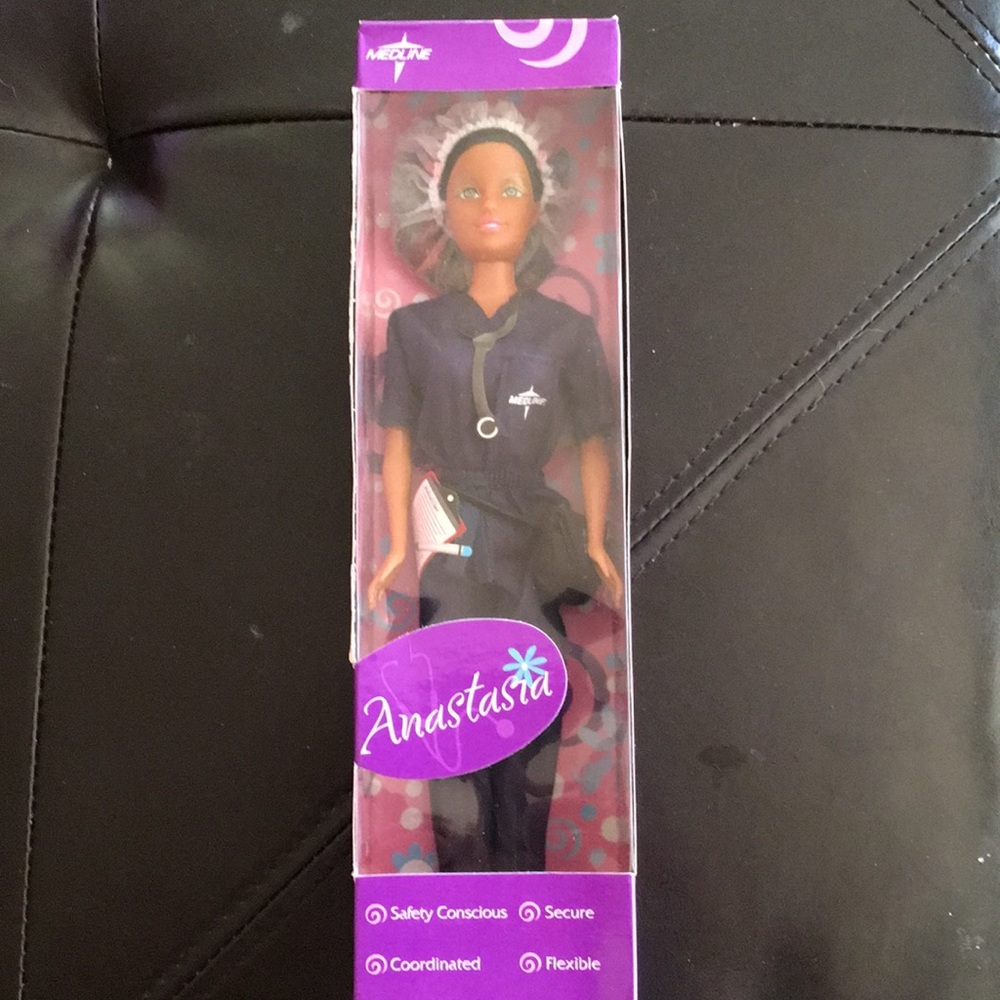 MEDLINE
MEDLINE
Anastasia
Safety Conscious
Secure
Coordinated
Flexible